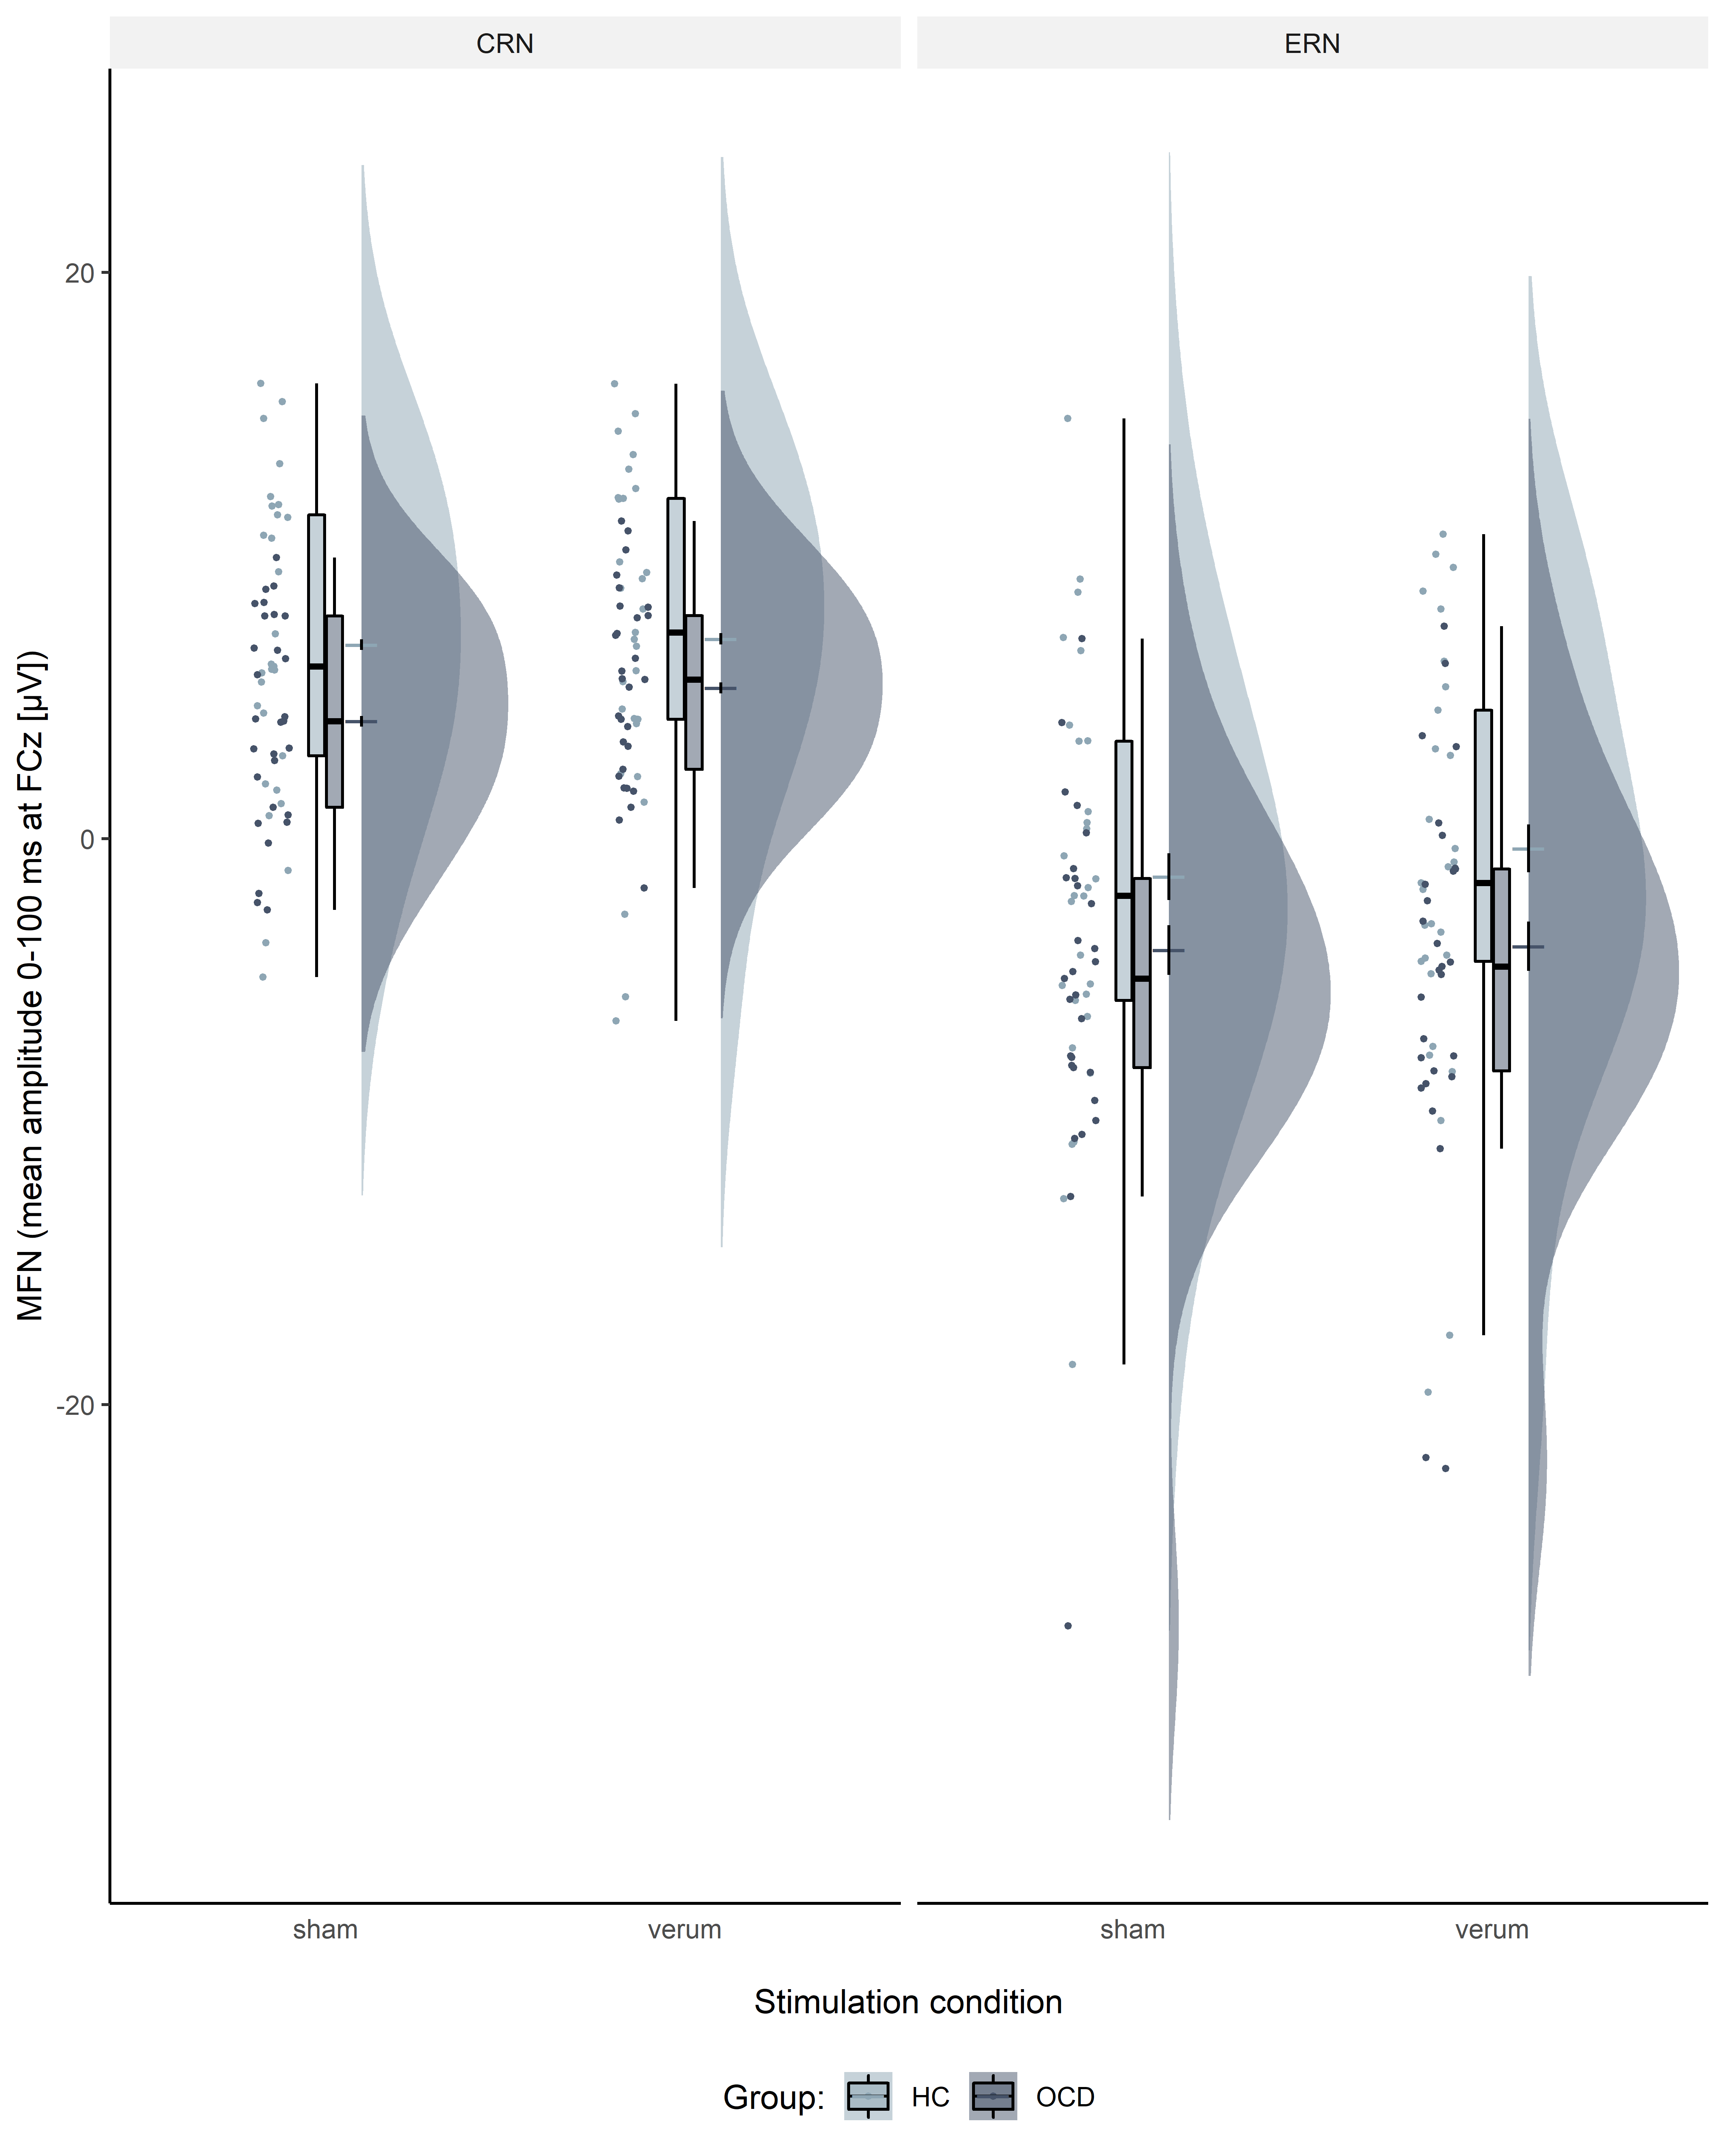 CRN
ERN
MFN (mean amplitude 0-100 ms at FCz [µV])
20
0
-20
sham
verum
sham
verum
Stimulation condition
Group:
HC
OCD